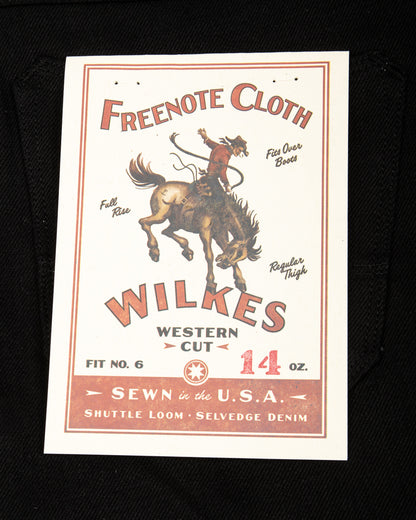 FREENOTE CLOTH
Fits Over
Boots
Full
Rise
Regular
Thigh
WILKES
WESTERN
CUT
FIT NO. 6
14 OZ.
SEWN in the U.S.A.
SHUTTLE LOOM · SELVEDGE DENIM